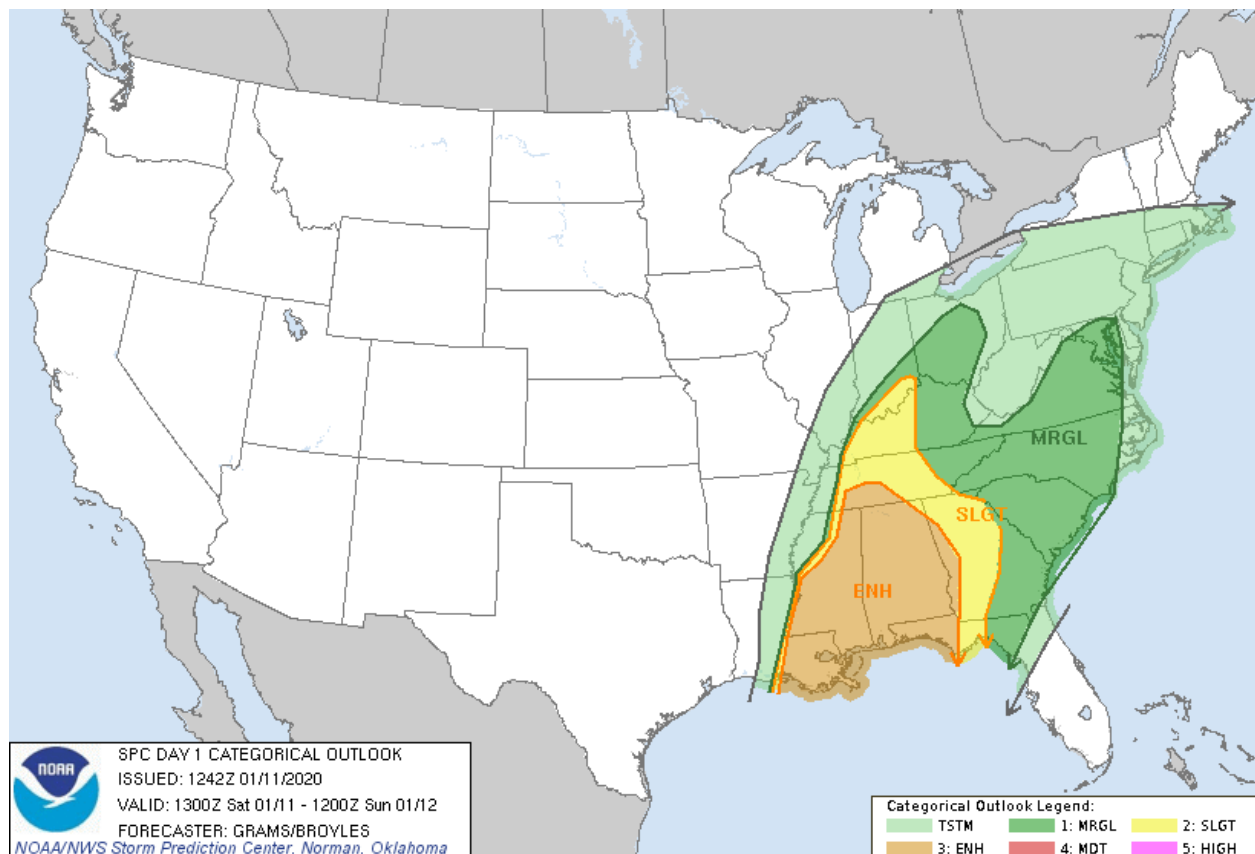 MRGL
SLGT
ENH
NOAA
SPC DAY 1 CATEGORICAL OUTLOOK
ISSUED: 1242Z 01/11/2020
VALID: 1300Z Sat 01/11 - 1200Z Sun 01/12
FORECASTER: GRAMS/BROYLES
NOAA/NWS Storm Prediction Center, Norman, Oklahoma
Categorical Outlook Legend:
TSTM 1: MRGL 2: SLGT
3: ENH 4: MDT 5: HIGH